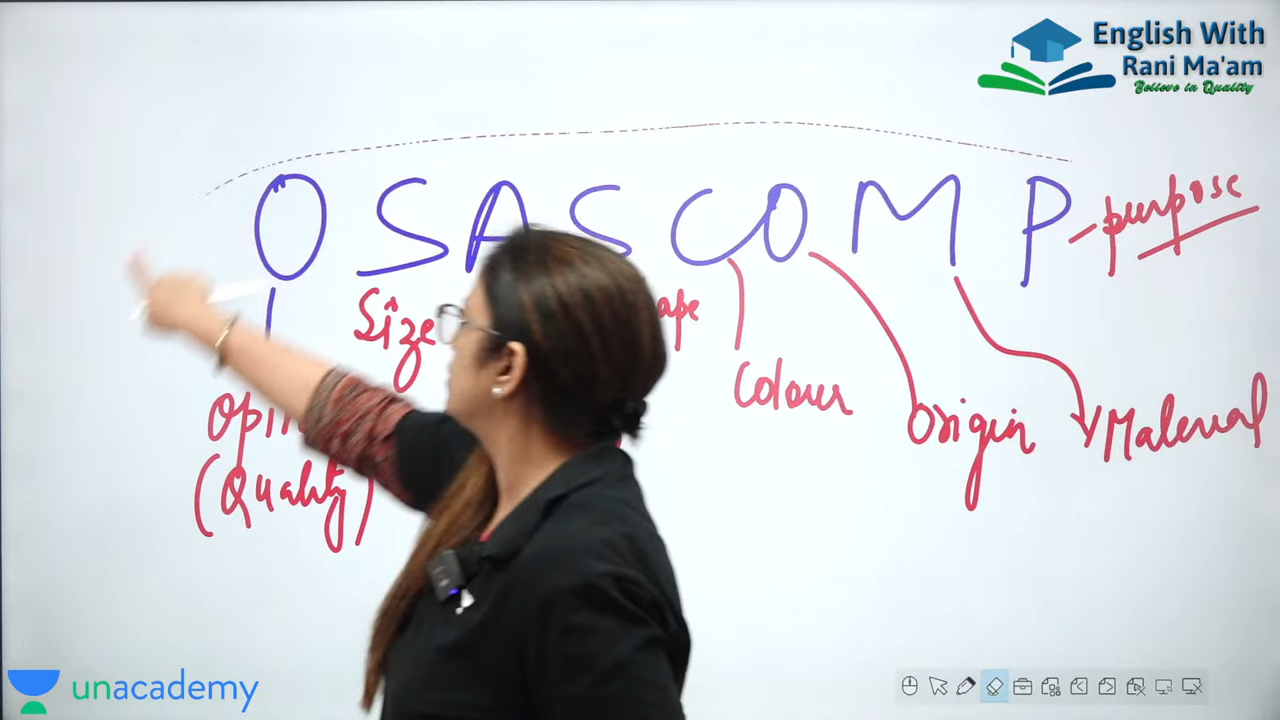 English With
Rani Ma'am
Believe in Quality
O S A S C O M P - purpose
Size
Colour
Origin
Material
(Quality)
unacademy